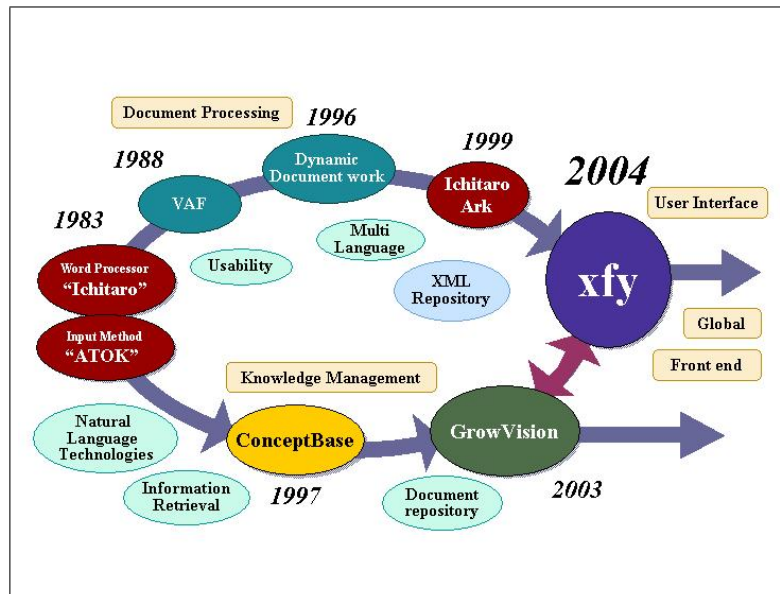 Document Processing
1996
1999
2004
1988
Dynamic
Document work
Ichitaro
Ark
User Interface
1983
VAF
Multi
Language
Usability
Word Processor
“Ichitaro”
XML
Repository
xfy
Input Method
“ATOK”
Global
Knowledge Management
Front end
Natural
Language
Technologies
ConceptBase
GrowVision
Information
Retrieval
1997
Document
repository
2003